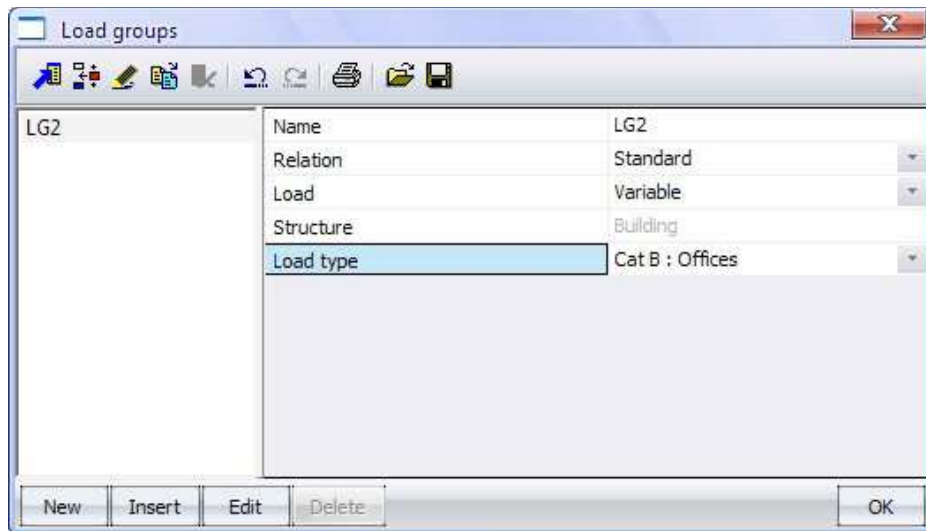 Load groups
LG2
Name LG2
Relation Standard
Load Variable
Structure Building
Load type Cat B : Offices
New Insert Edit Delete OK